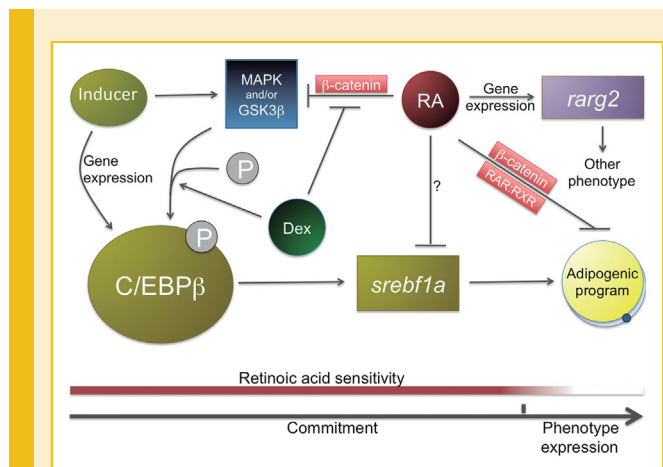 Inducer
MAPK
and/or
GSK3β
β-catenin
RA
Gene
expression
rarg2
Gene
expression
P
β-catenin
RAR:RXR
Other
phenotype
?
P
Dex
C/EBPβ
srebf1a
Adipogenic
program
Retinoic acid sensitivity
Commitment
Phenotype
expression